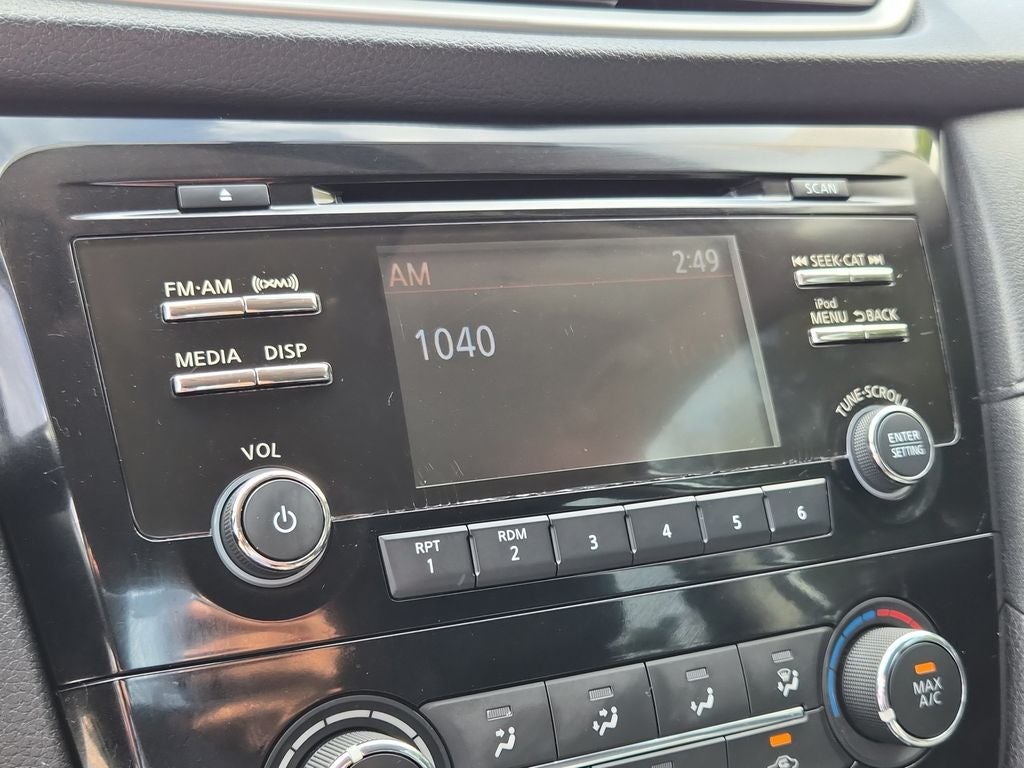 SCAN
FM·AM ((XM))
AM 2:49
SEEK·CAT
iPod
MENU BACK
1040
MEDIA DISP
TUNE·SCROLL
ENTER
SETTING
VOL
RPT
1
RDM
2
3
4
5
6
MAX
A/C